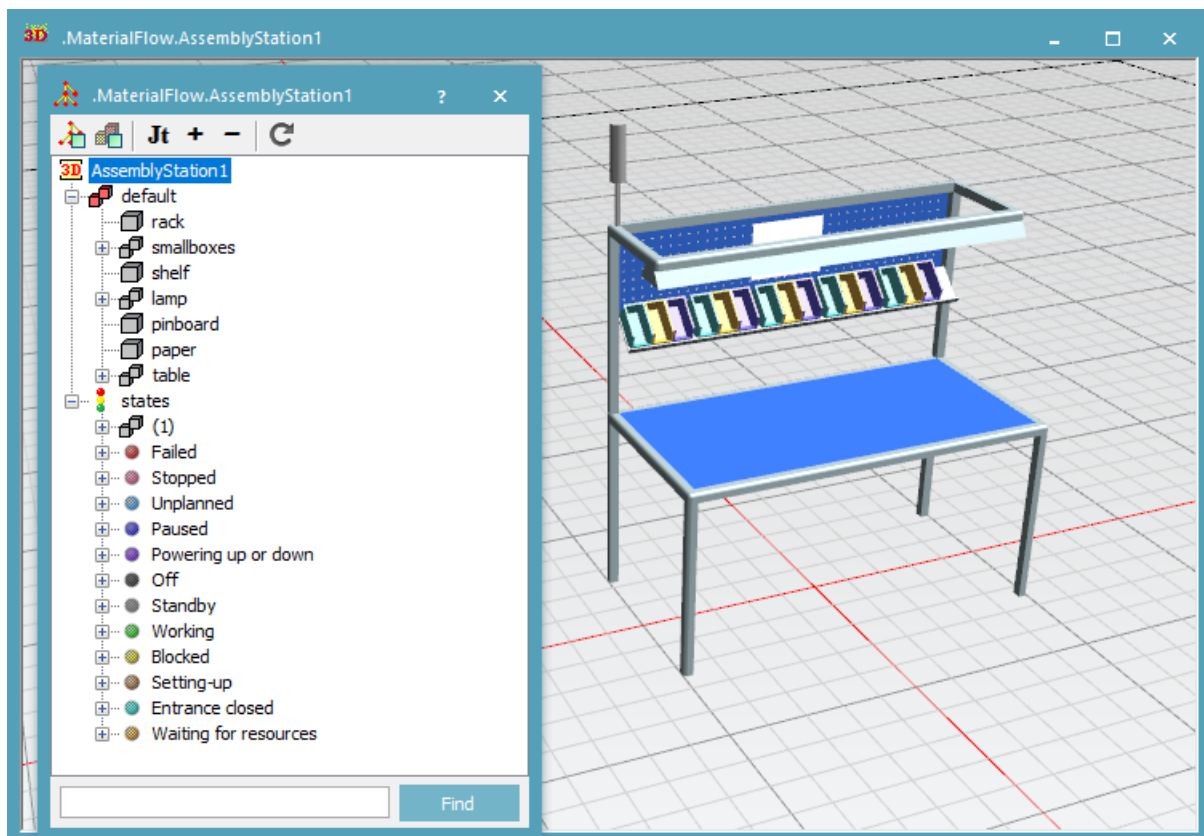 3D .MaterialFlow.AssemblyStation1
.MaterialFlow.AssemblyStation1 ?
Jt + −
3D AssemblyStation1
default
rack
smallboxes
shelf
lamp
pinboard
paper
table
states
(1)
Failed
Stopped
Unplanned
Paused
Powering up or down
Off
Standby
Working
Blocked
Setting-up
Entrance closed
Waiting for resources
Find